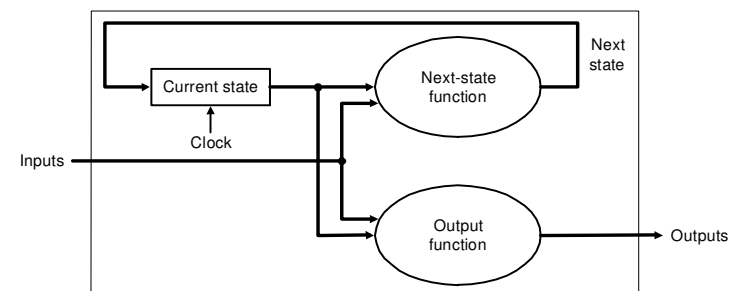 Next
state
Next-state
function
Current state
Clock
Inputs
Output
function
Outputs